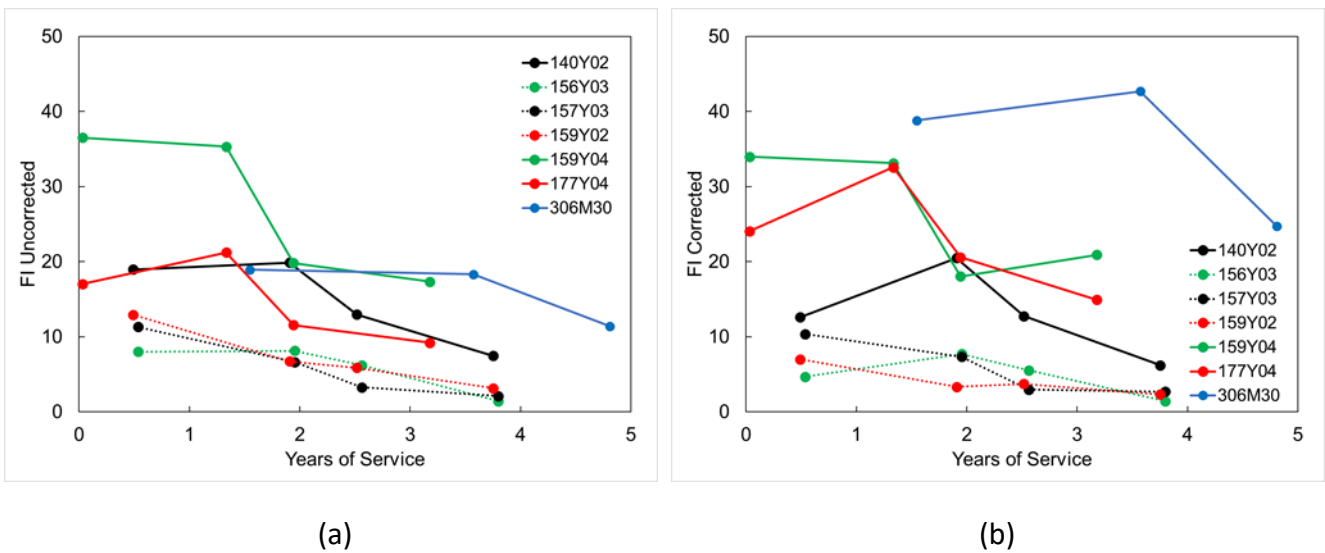 50
40
30
20
10
0
FI Uncorrected
140Y02
156Y03
157Y03
159Y02
159Y04
177Y04
306M30
0 1 2 3 4 5
Years of Service
(a)
50
40
30
20
10
0
FI Corrected
140Y02
156Y03
157Y03
159Y02
159Y04
177Y04
306M30
0 1 2 3 4 5
Years of Service
(b)